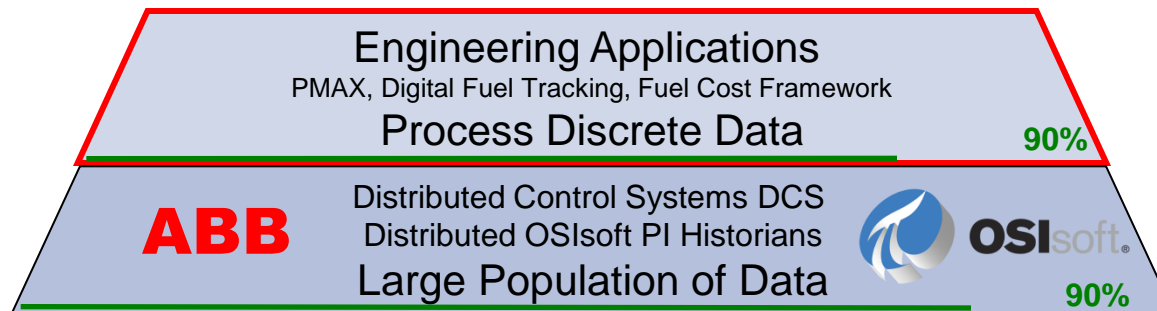 Engineering Applications
PMAX, Digital Fuel Tracking, Fuel Cost Framework
Process Discrete Data
90%
ABB
Distributed Control Systems DCS
Distributed OSIsoft PI Historians
Large Population of Data
OSIsoft®
90%